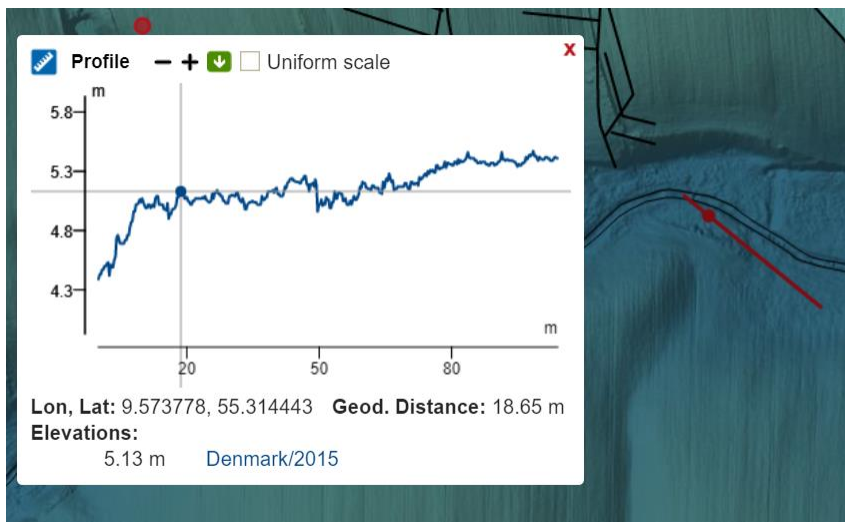 x
Profile − + Uniform scale
m
5.8
5.3
4.8
4.3
m
20 50 80
Lon, Lat: 9.573778, 55.314443 Geod. Distance: 18.65 m
Elevations:
5.13 m Denmark/2015